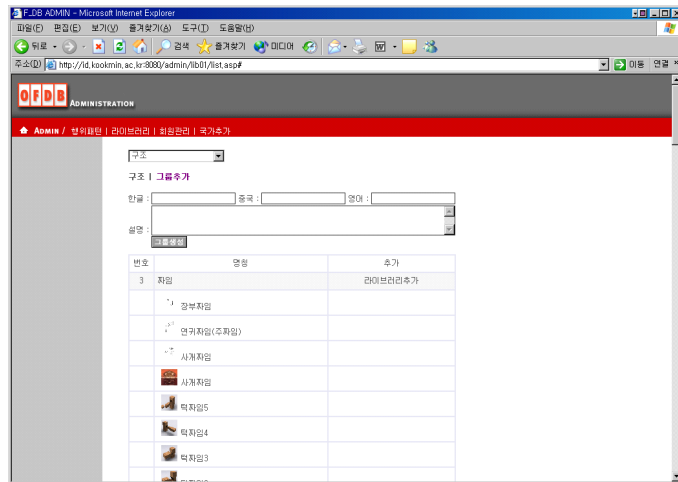 F_DB ADMIN - Microsoft Internet Explorer
파일(F) 편집(E) 보기(V) 즐겨찾기(A) 도구(T) 도움말(H)
뒤로 검색 즐겨찾기 미디어
주소(D) http://id.kookmin.ac.kr:8080/admin/lib01/list.asp# 이동 연결 »
OFDB ADMINISTRATION
ADMIN / 행위패턴 | 라이브러리 | 회원관리 | 국가추가
구조
구조 | 그룹추가
한글 : 중국 : 영어 :
설명 :
그룹생성
번호 명칭 추가
3 짜임 라이브러리추가
장부짜임
연귀짜임(주짜임)
사개짜임
사개짜임
턱짜임5
턱짜임4
턱짜임3